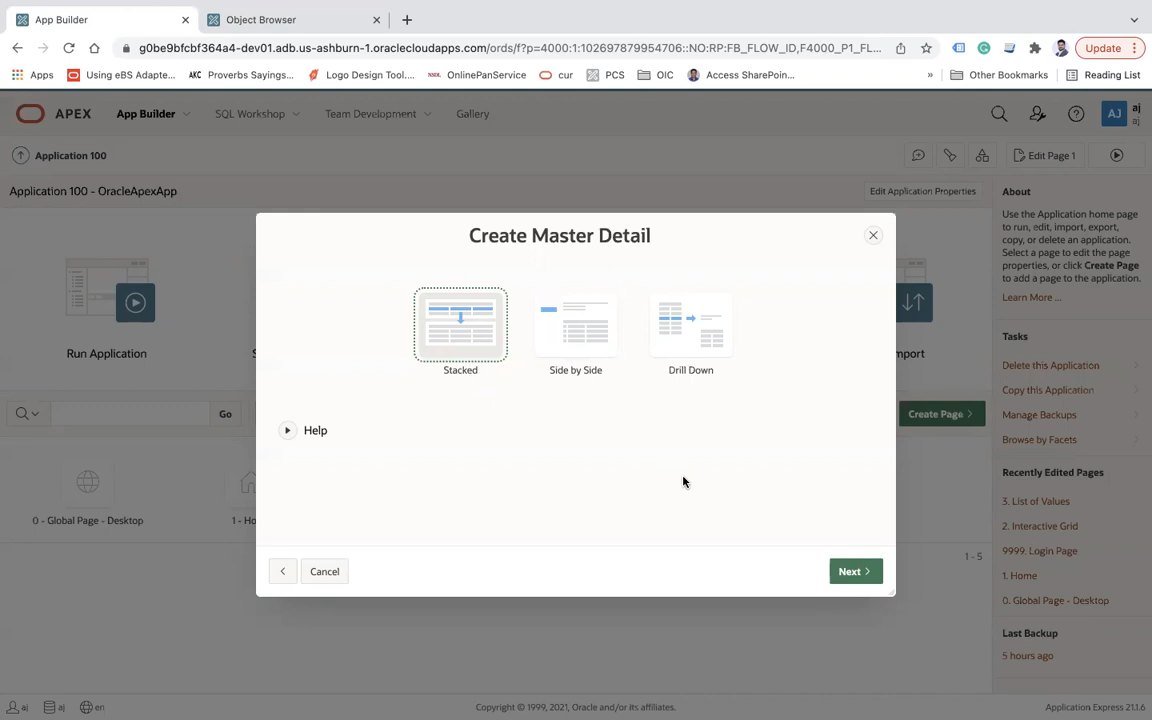 App Builder
Object Browser
g0be9bfcbf364a4-dev01.adb.us-ashburn-1.oraclecloudapps.com/ords/f?p=4000:1:102697879954706::NO:RP:FB_FLOW_ID,F4000_P1_FL...
Update
Apps
Using eBS Adapte...
AKC Proverbs Sayings...
Logo Design Tool....
OnlinePanService
cur
PCS
OIC
Access SharePoin...
»
Other Bookmarks
Reading List
APEX
App Builder
SQL Workshop
Team Development
Gallery
AJ
aj
aj
Application 100
Edit Page 1
Application 100 - OracleApexApp
Edit Application Properties
About
Use the Application home page
to run, edit, import, export,
copy, or delete an application.
Select a page to edit the page
properties, or click Create Page
to add a page to the application.
Learn More ...
Create Master Detail
Stacked
Side by Side
Drill Down
Help
Cancel
Next
Run Application
S
mport
Go
Create Page
0 - Global Page - Desktop
1 - Ho
1 - 5
Tasks
Delete this Application
Copy this Application
Manage Backups
Browse by Facets
Recently Edited Pages
3. List of Values
2. Interactive Grid
9999. Login Page
1. Home
0. Global Page - Desktop
Last Backup
5 hours ago
aj
aj
en
Copyright © 1999, 2021, Oracle and/or its affiliates.
Application Express 21.1.6